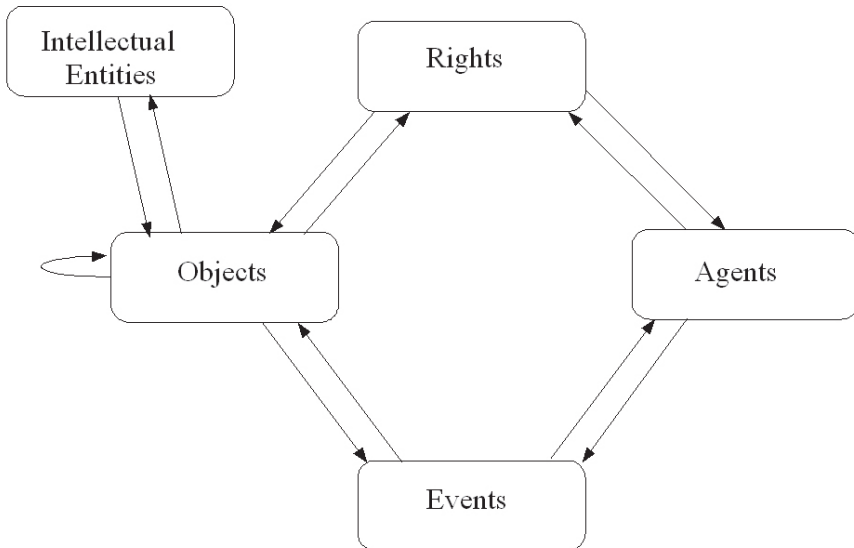 Intellectual
Entities
Rights
Objects
Agents
Events